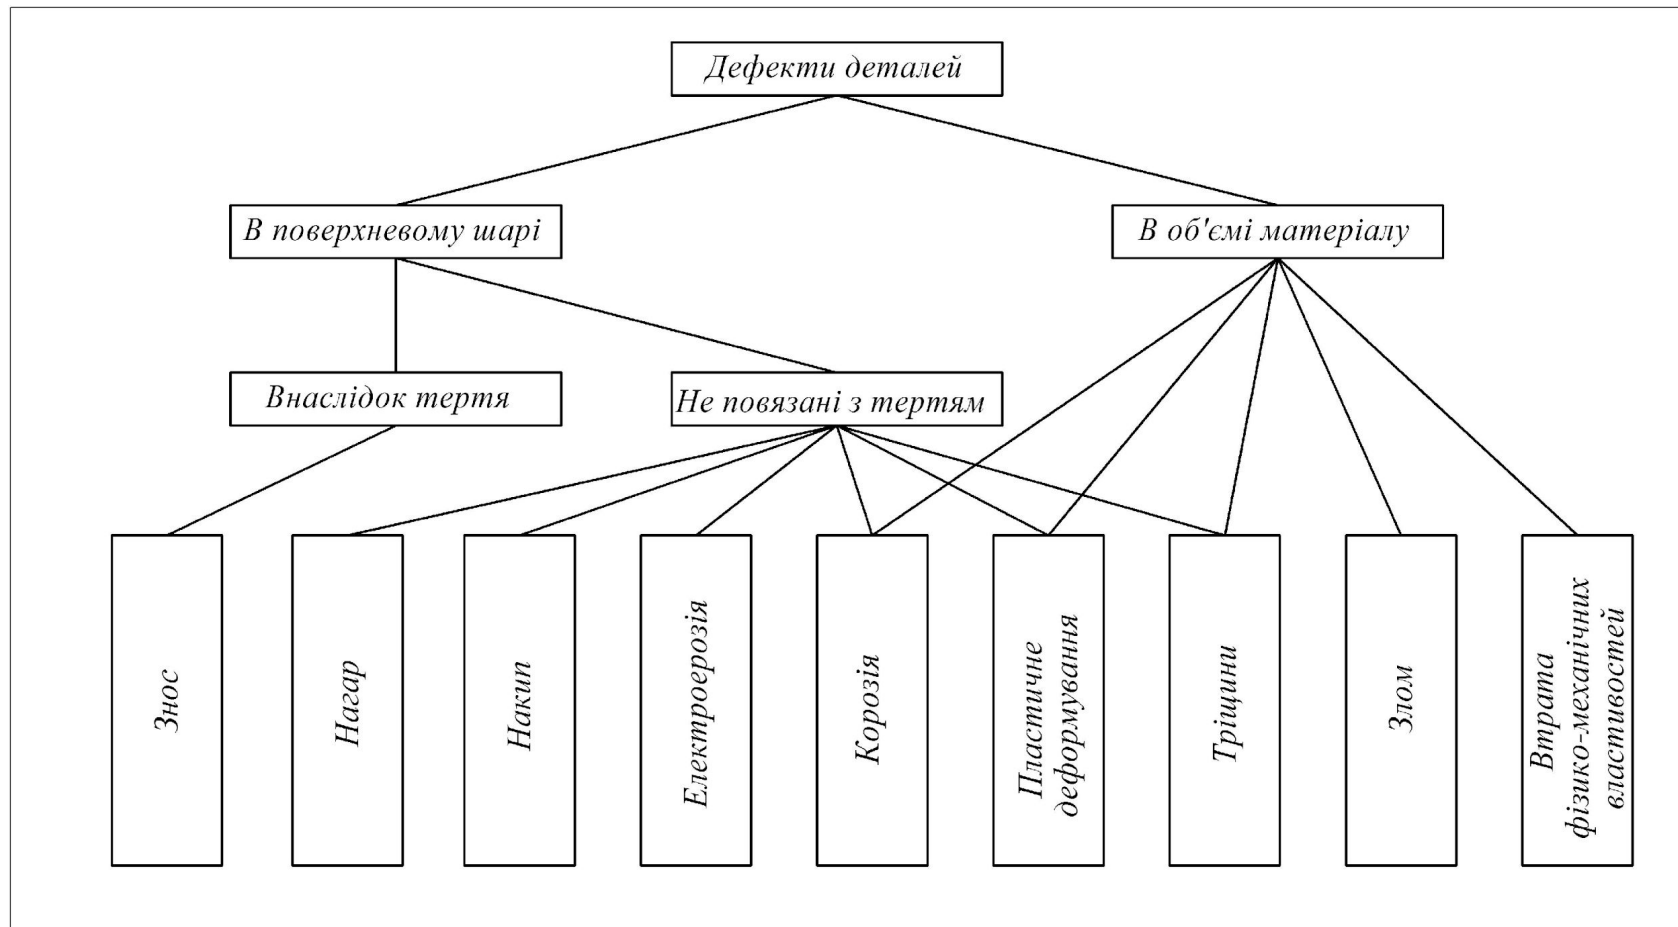 Дефекти деталей
В поверхневому шарі
В об'ємі матеріалу
Внаслідок тертя
Не повязані з тертям
Знос
Нагар
Накип
Електроерозія
Корозія
Пластичне
деформування
Тріщини
Злом
Втрата
фізико-механічних
властивостей